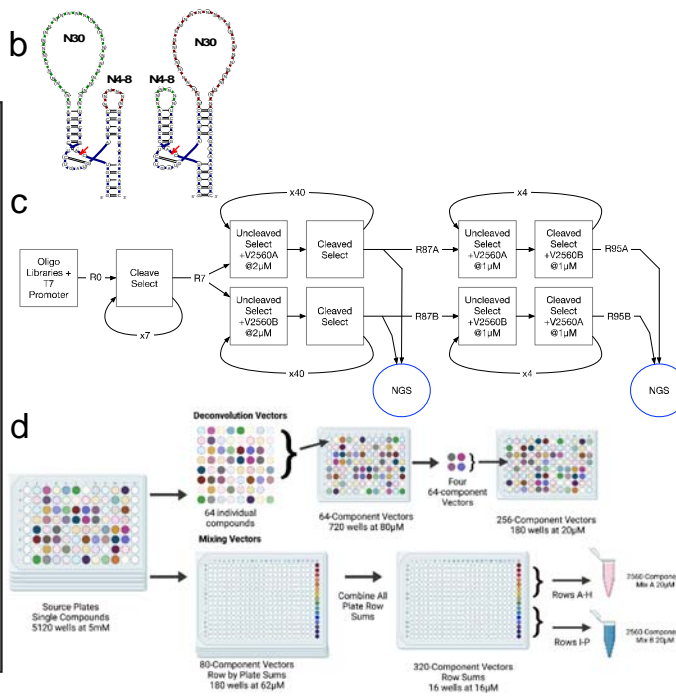 b
N30
N4-8
N4-8
N30
c
x40
x4
Oligo
Libraries +
T7
Promoter
R0
Cleave
Select
x7
R7
Uncleaved
Select
+V2560A
@2µM
Cleaved
Select
R87A
Uncleaved
Select
+V2560A
@1µM
Cleaved
Select
+V2560B
@1µM
R95A
Uncleaved
Select
+V2560B
@2µM
Cleaved
Select
R87B
Uncleaved
Select
+V2560B
@1µM
Cleaved
Select
+V2560A
@1µM
R95B
x40
x4
NGS
NGS
d
Deconvolution Vectors
64 individual
compounds
64-Component Vectors
720 wells at 80µM
Four
64-component
Vectors
256-Component Vectors
180 wells at 20µM
Mixing Vectors
Source Plates
Single Compounds
5120 wells at 5mM
80-Component Vectors
Row by Plate Sums
180 wells at 62µM
Combine All
Plate Row
Sums
320-Component Vectors
Row Sums
16 wells at 16µM
Rows A-H
Rows I-P
2560-Compone
Mix A 20µM
2560-Compone
Mix B 20µM